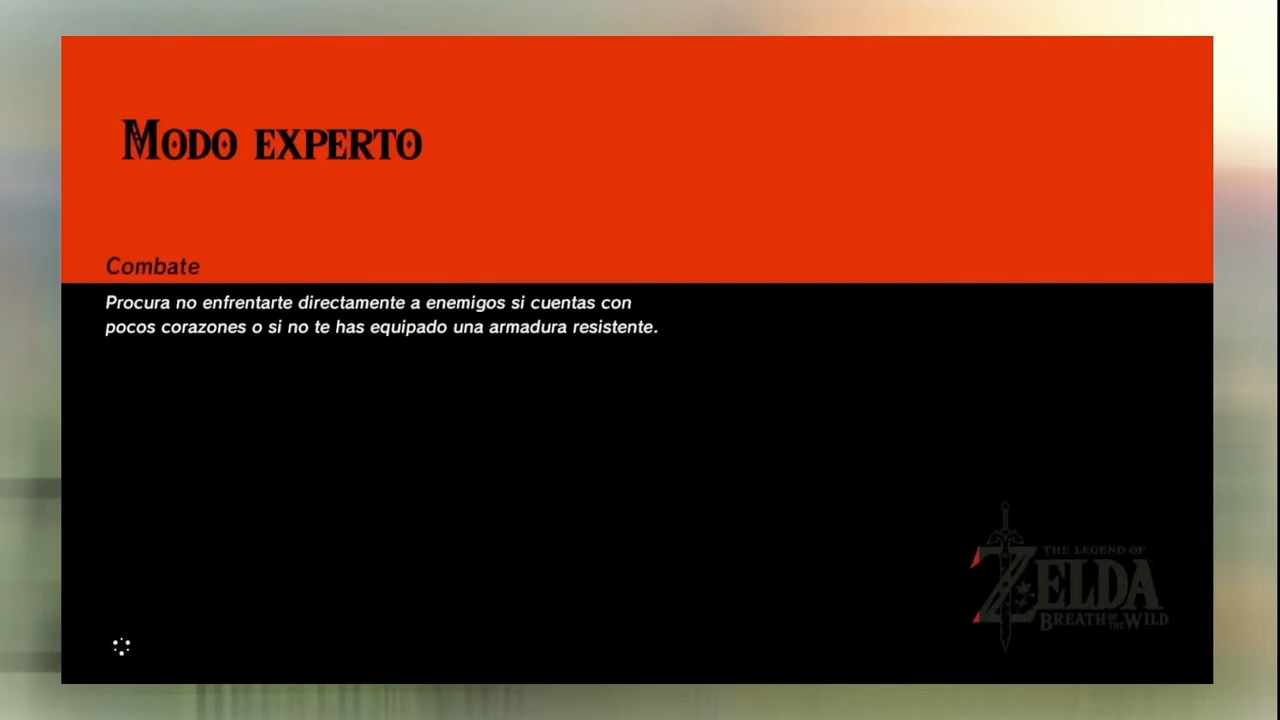 Modo experto
Combate
Procura no enfrentarte directamente a enemigos si cuentas con
pocos corazones o si no te has equipado una armadura resistente.
THE LEGEND OF
ZELDA
BREATH OF THE WILD